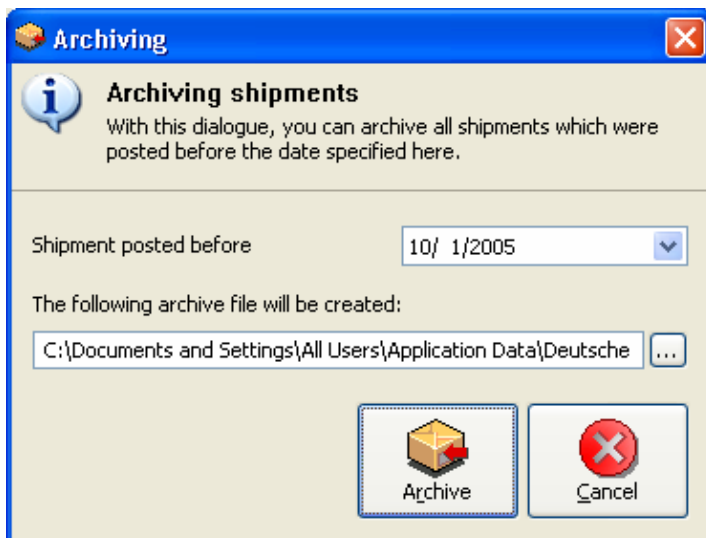 Archiving
Archiving shipments
With this dialogue, you can archive all shipments which were
posted before the date specified here.
Shipment posted before
10/ 1/2005
The following archive file will be created:
C:\Documents and Settings\All Users\Application Data\Deutsche
...
Archive
Cancel